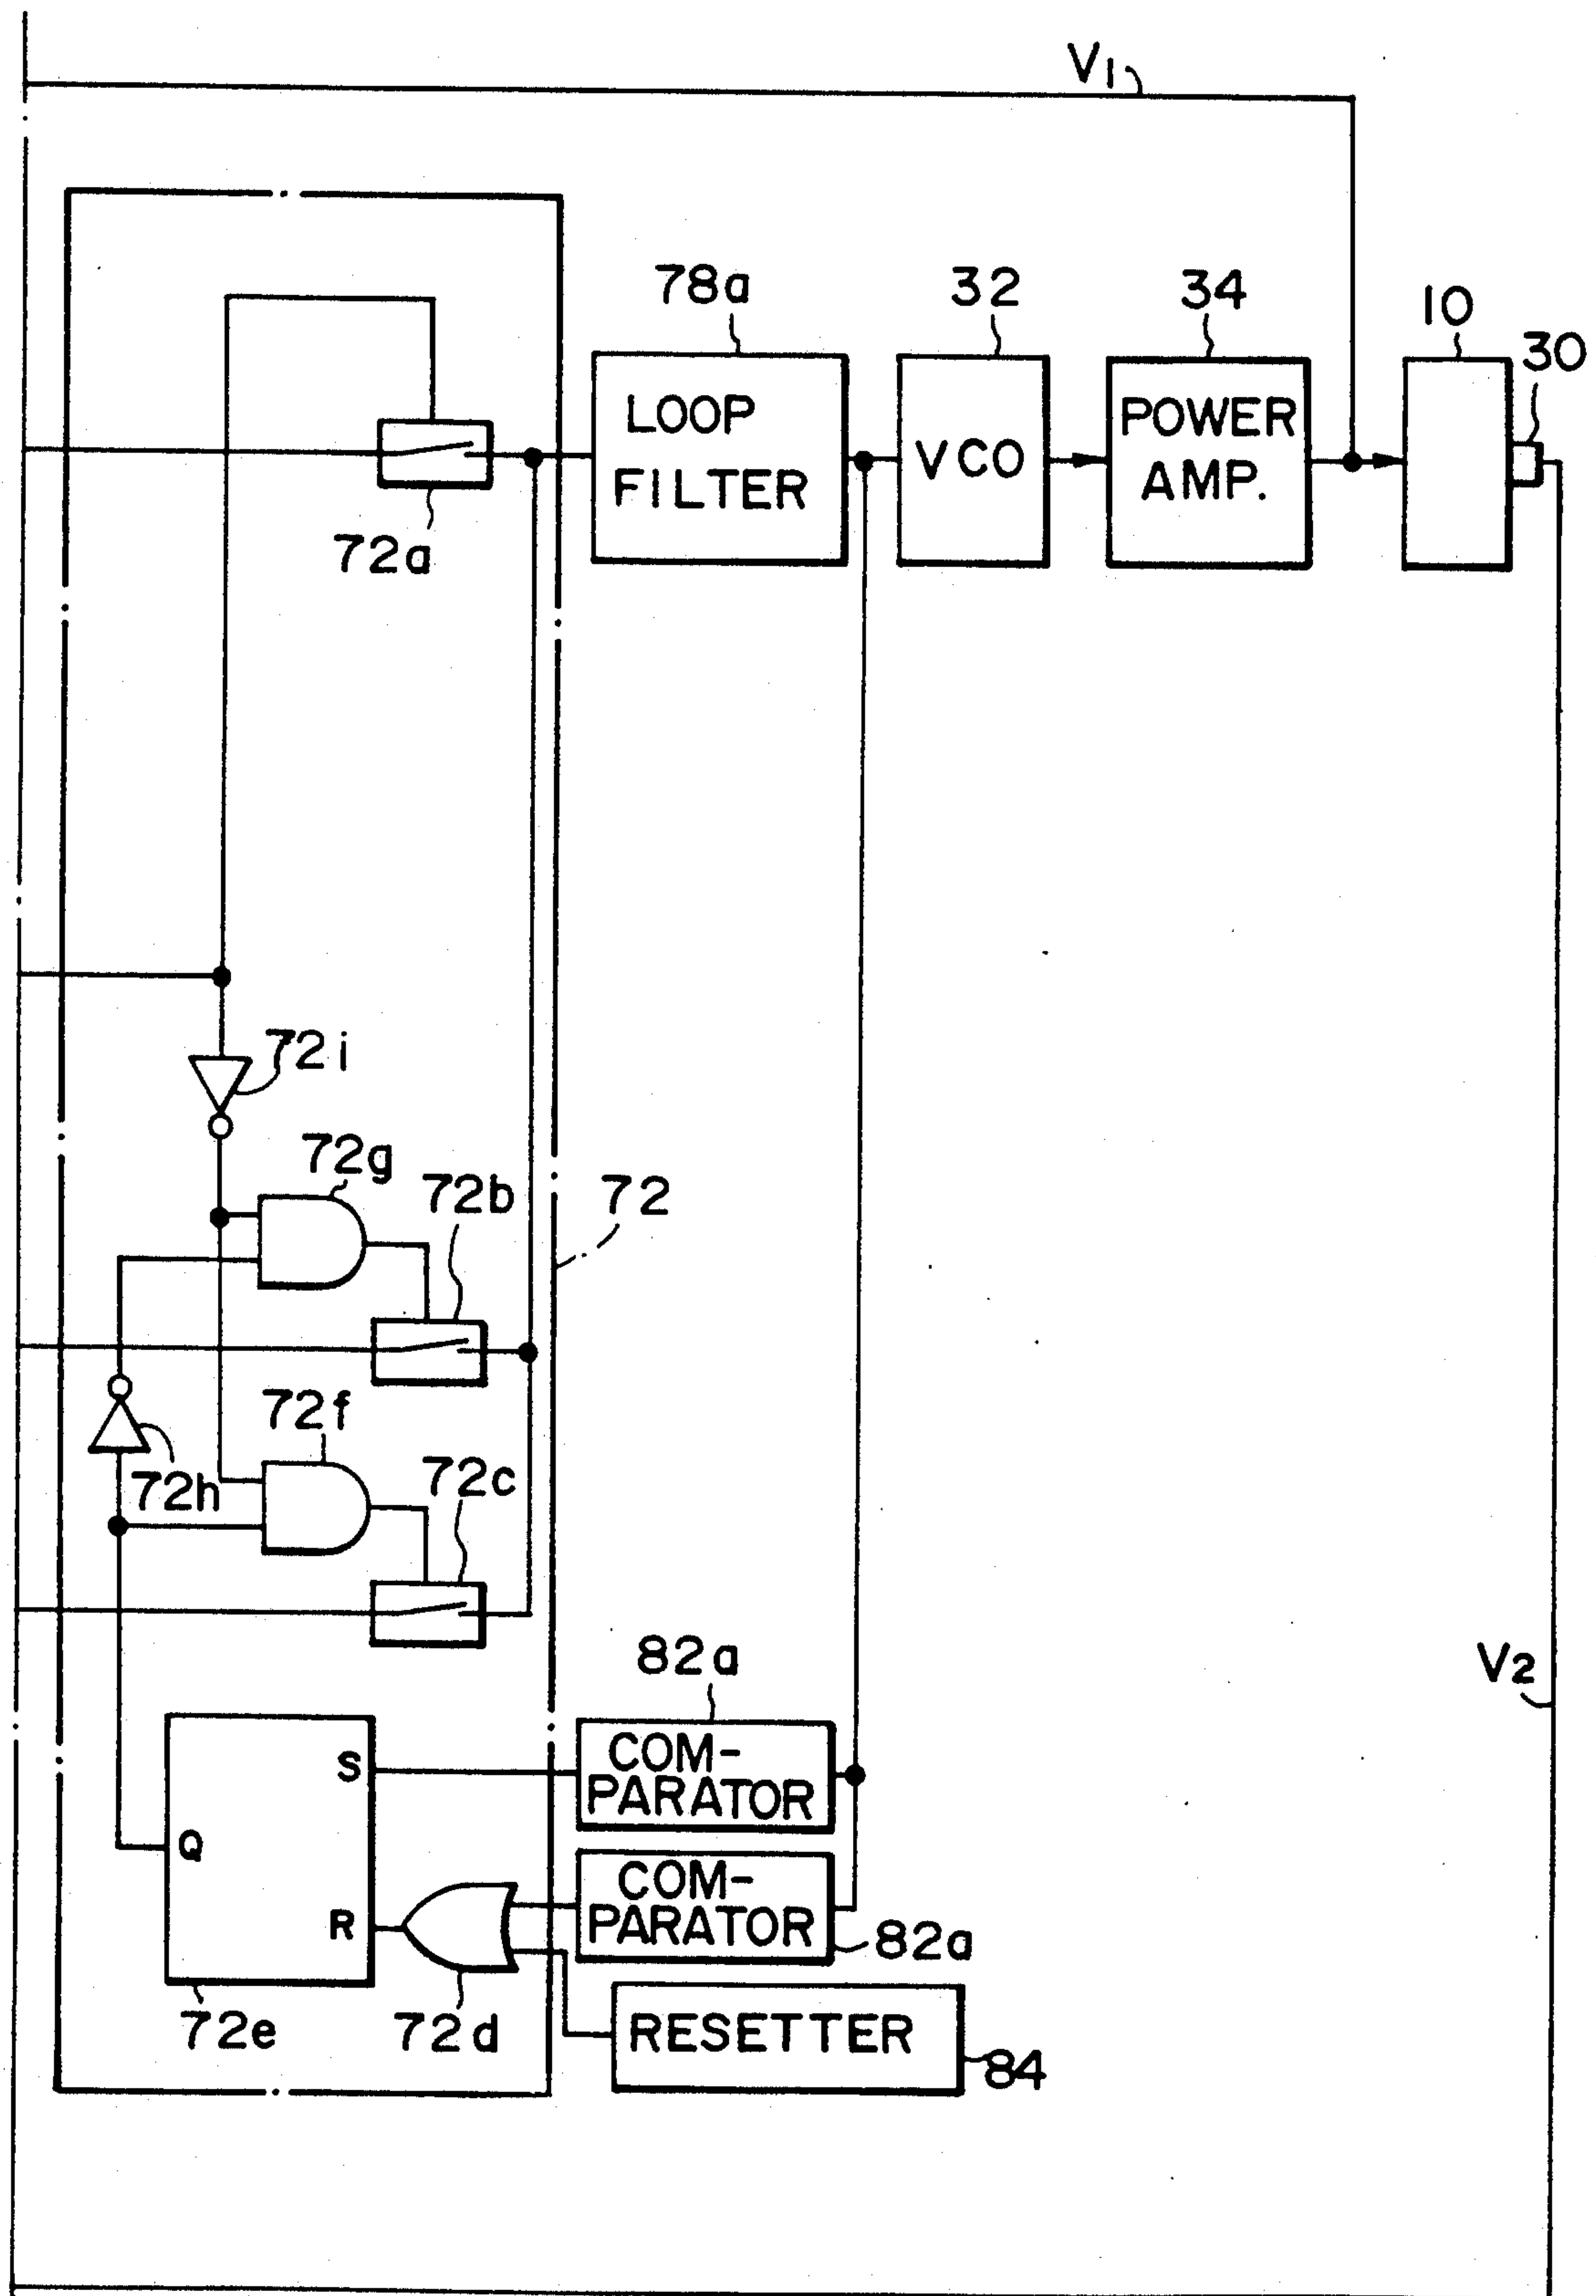 V1
78a
32
34
10
30
LOOP
FILTER
VCO
POWER
AMP.
72a
72i
72g
72b
72
72f
72h
72c
82a
V2
COM-
PARATOR
S
Q
COM-
PARATOR
R
82a
72e
72d
RESETTER
84